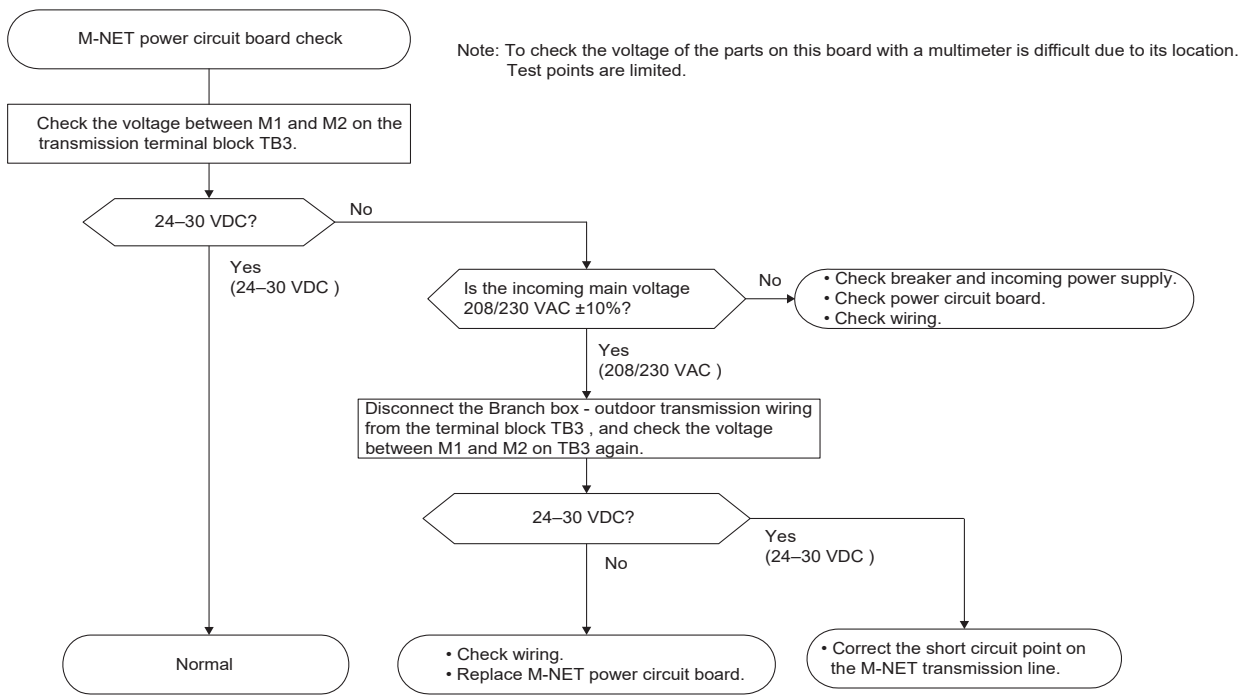 M-NET power circuit board check
Note: To check the voltage of the parts on this board with a multimeter is difficult due to its location.
Test points are limited.
Check the voltage between M1 and M2 on the
transmission terminal block TB3.
24–30 VDC?
No
Yes
(24–30 VDC )
Is the incoming main voltage
208/230 VAC ±10%?
No
• Check breaker and incoming power supply.
• Check power circuit board.
• Check wiring.
Yes
(208/230 VAC )
Disconnect the Branch box - outdoor transmission wiring
from the terminal block TB3 , and check the voltage
between M1 and M2 on TB3 again.
24–30 VDC?
Yes
(24–30 VDC )
No
Normal
• Check wiring.
• Replace M-NET power circuit board.
• Correct the short circuit point on
the M-NET transmission line.